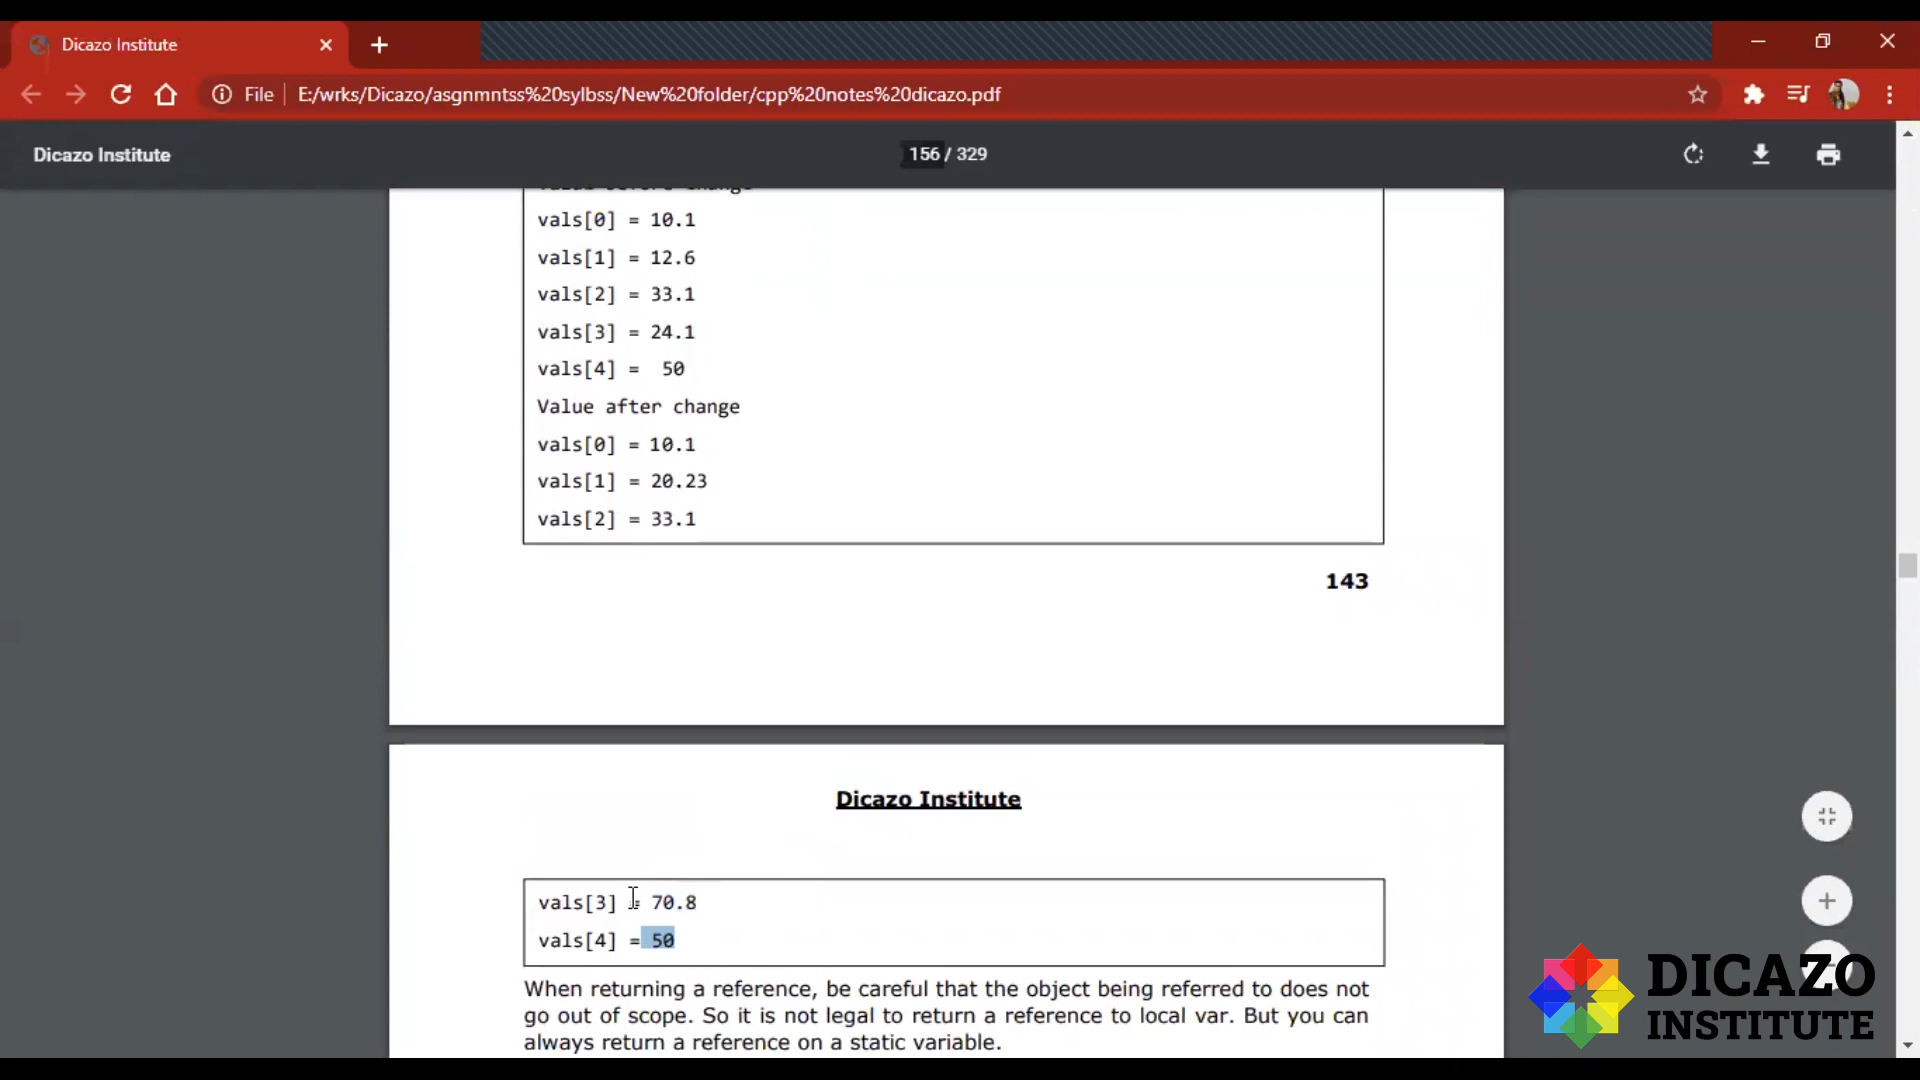 Dicazo Institute
File
E:/wrks/Dicazo/asgnmntss%20sylbss/New%20folder/cpp%20notes%20dicazo.pdf
Dicazo Institute
156 / 329
vals[0] = 10.1
vals[1] = 12.6
vals[2] = 33.1
vals[3] = 24.1
vals[4] = 50
Value after change
vals[0] = 10.1
vals[1] = 20.23
vals[2] = 33.1
143
Dicazo Institute
vals[3] = 70.8
vals[4] = 50
When returning a reference, be careful that the object being referred to does not
go out of scope. So it is not legal to return a reference to local var. But you can
always return a reference on a static variable.
DICAZO
INSTITUTE